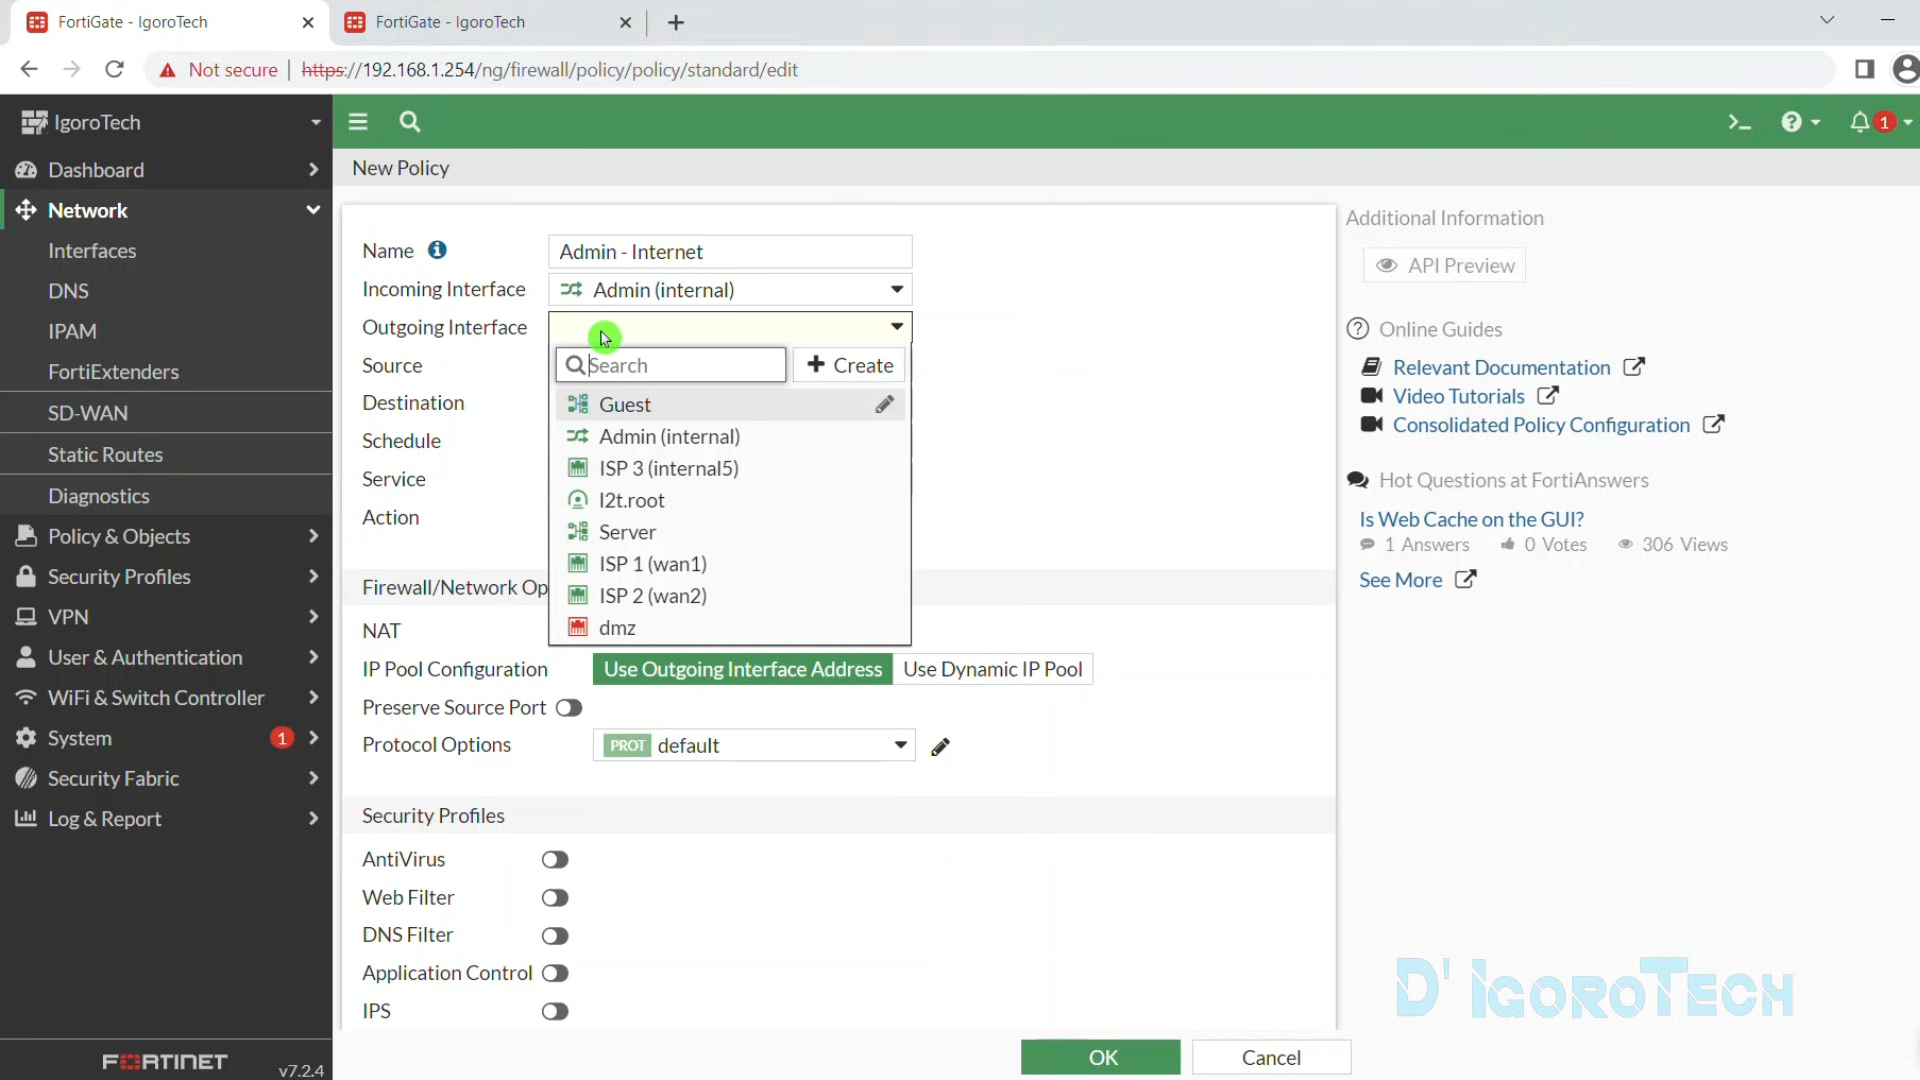 FortiGate - IgoroTech
FortiGate - IgoroTech
Not secure | https://192.168.1.254/ng/firewall/policy/policy/standard/edit
IgoroTech
1
Dashboard
Network
Interfaces
DNS
IPAM
FortiExtenders
SD-WAN
Static Routes
Diagnostics
Policy & Objects
Security Profiles
VPN
User & Authentication
WiFi & Switch Controller
System 1
Security Fabric
Log & Report
FORTINET v7.2.4
New Policy
Name Admin - Internet
Incoming Interface Admin (internal)
Outgoing Interface
Source
Destination
Schedule
Service
Action
Search Create
Guest
Admin (internal)
ISP 3 (internal5)
l2t.root
Server
ISP 1 (wan1)
ISP 2 (wan2)
dmz
Firewall/Network Op
NAT
IP Pool Configuration Use Outgoing Interface Address Use Dynamic IP Pool
Preserve Source Port
Protocol Options PROT default
Security Profiles
AntiVirus
Web Filter
DNS Filter
Application Control
IPS
OK Cancel
Additional Information
API Preview
Online Guides
Relevant Documentation
Video Tutorials
Consolidated Policy Configuration
Hot Questions at FortiAnswers
Is Web Cache on the GUI?
1 Answers 0 Votes 306 Views
See More
D' IGOROTECH